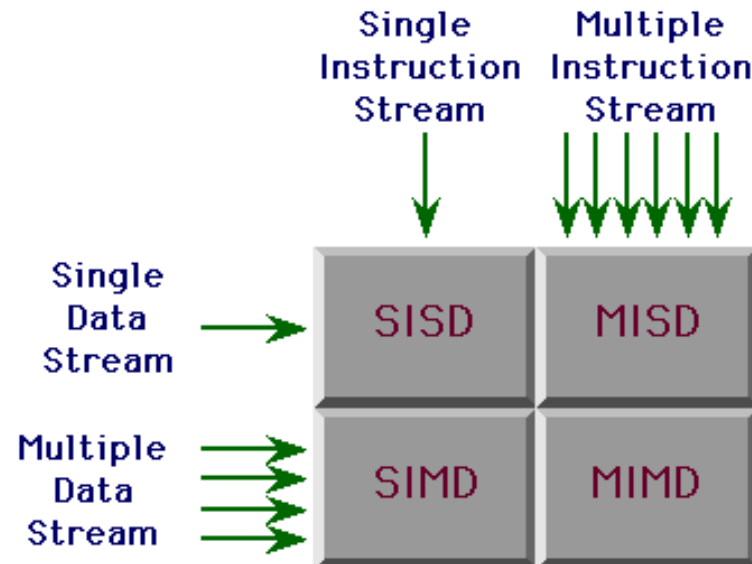 Single
Instruction
Stream
Multiple
Instruction
Stream
Single
Data
Stream
SISD
MISD
Multiple
Data
Stream
SIMD
MIMD